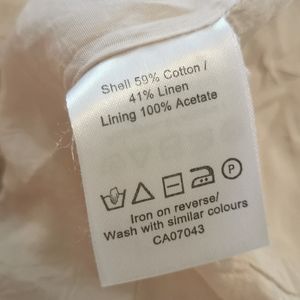 Shell 59% Cotton /
41% Linen
Lining 100% Acetate
P
Iron on reverse/
Wash with similar colours
CA07043